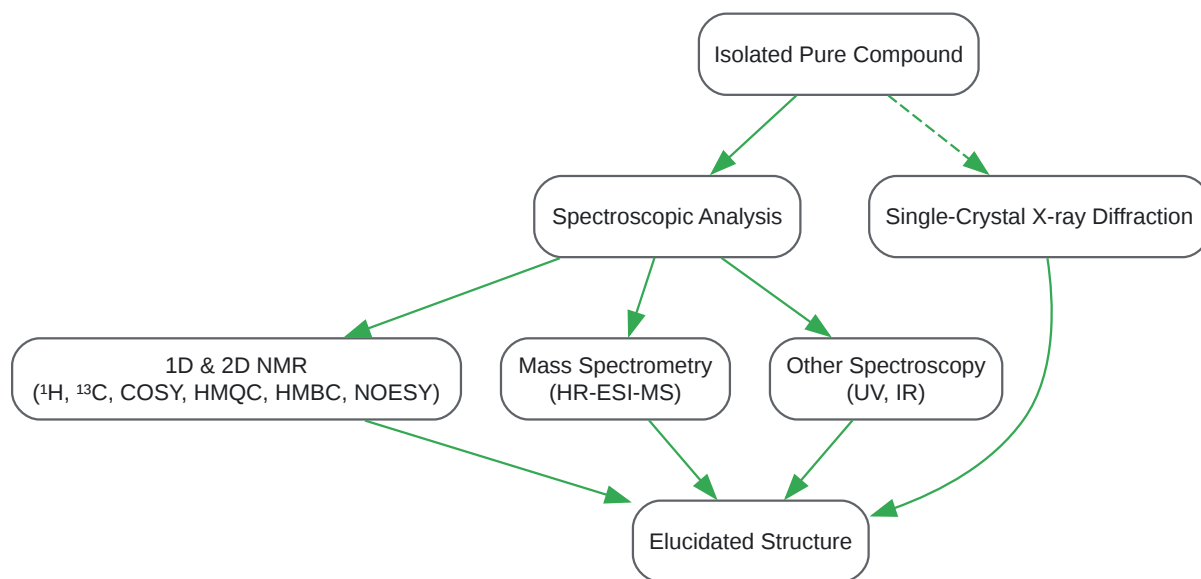 Isolated Pure Compound
Spectroscopic Analysis
Single-Crystal X-ray Diffraction
1D & 2D NMR
(¹H, ¹³C, COSY, HMQC, HMBC, NOESY)
Mass Spectrometry
(HR-ESI-MS)
Other Spectroscopy
(UV, IR)
Elucidated Structure